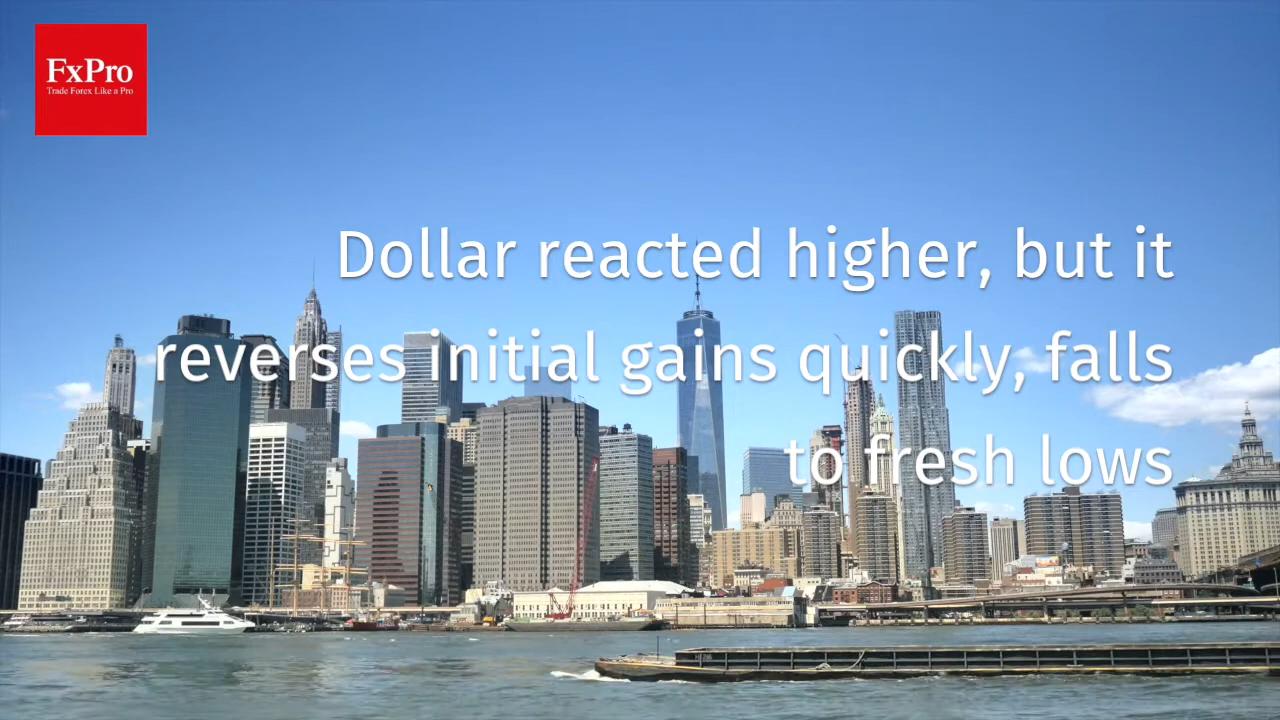 FxPro
Trade Forex Like a Pro
Dollar reacted higher, but it
reverses initial gains quickly, falls
to fresh lows